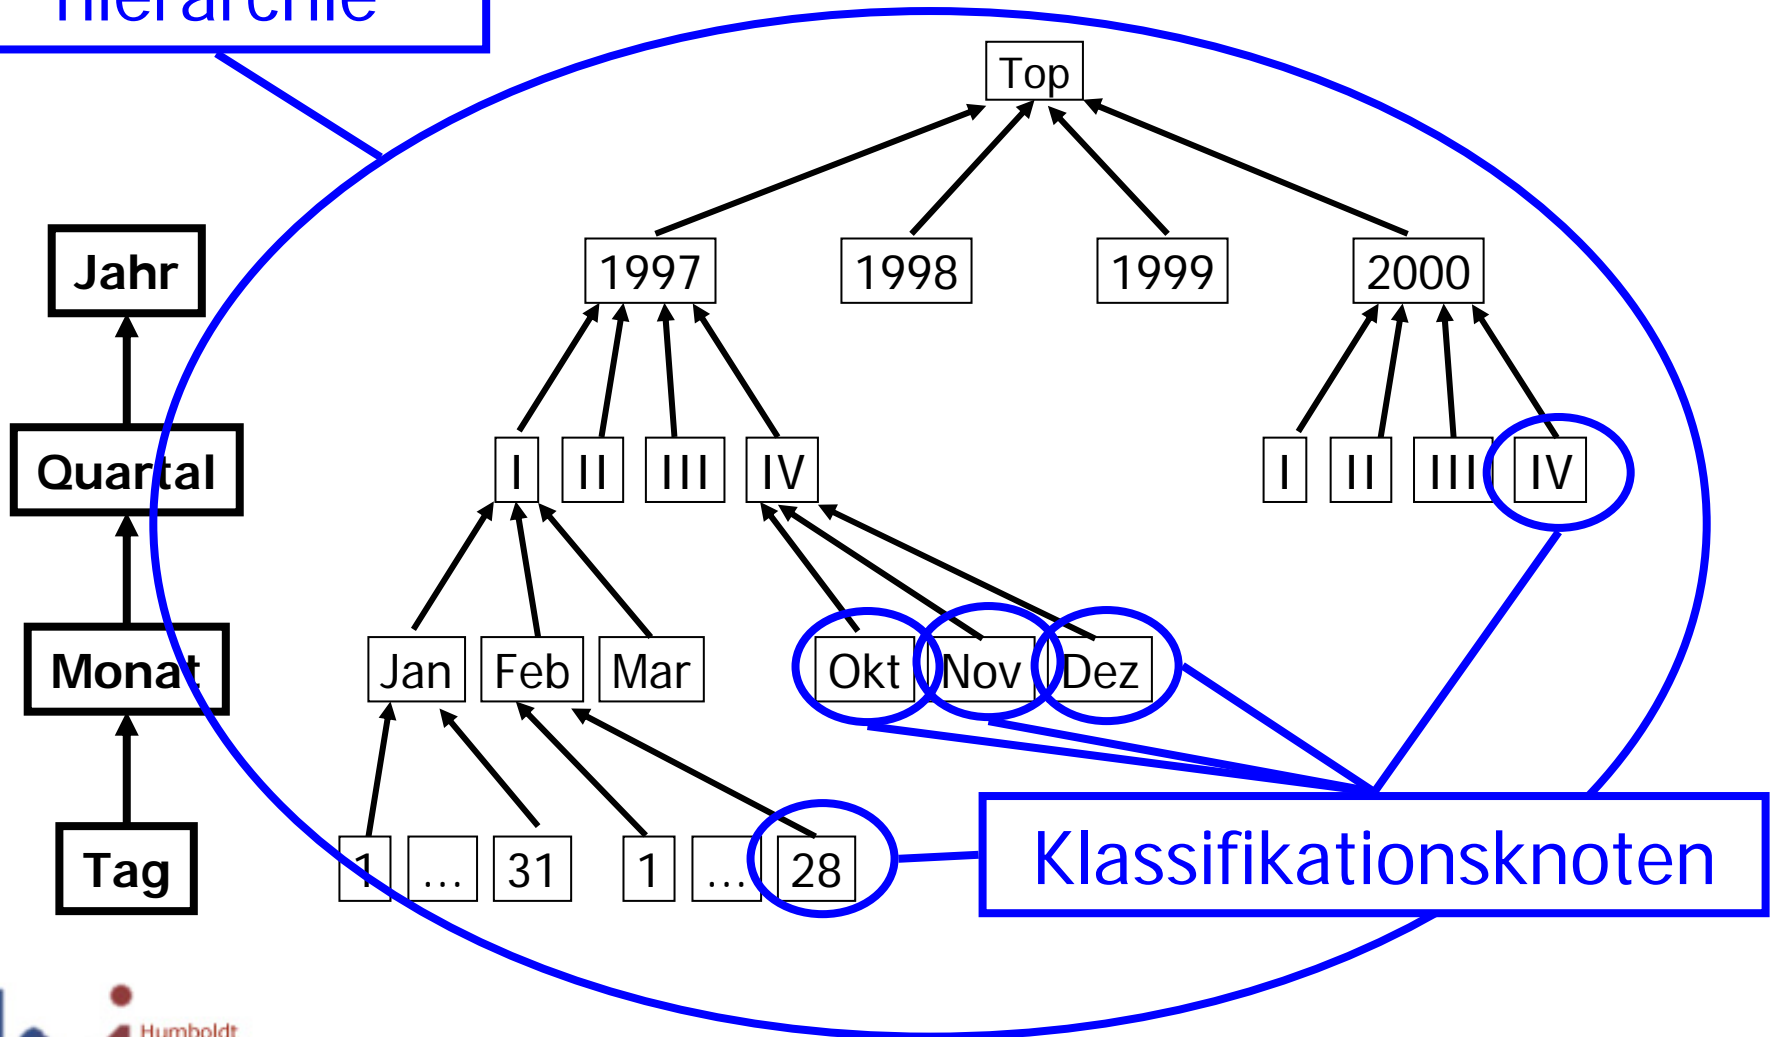 hierarchie
Top
Jahr
1997 1998 1999 2000
Quartal
I II III IV I II III IV
Monat
Jan Feb Mar Okt Nov Dez
Tag
1 ... 31 1 ... 28
Klassifikationsknoten
Humboldt